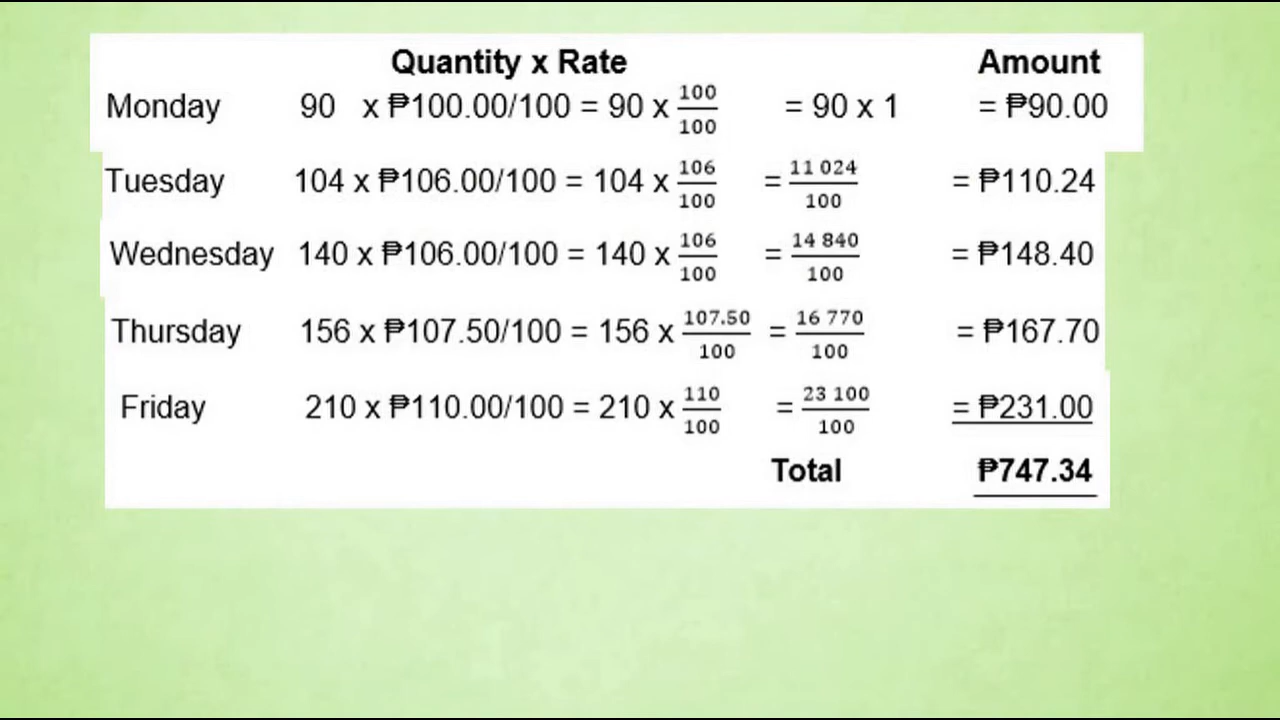 Quantity x Rate Amount
Monday 90 x ₱100.00/100 = 90 x 100/100 = 90 x 1 = ₱90.00
Tuesday 104 x ₱106.00/100 = 104 x 106/100 = 11 024/100 = ₱110.24
Wednesday 140 x ₱106.00/100 = 140 x 106/100 = 14 840/100 = ₱148.40
Thursday 156 x ₱107.50/100 = 156 x 107.50/100 = 16 770/100 = ₱167.70
Friday 210 x ₱110.00/100 = 210 x 110/100 = 23 100/100 = ₱231.00
Total ₱747.34